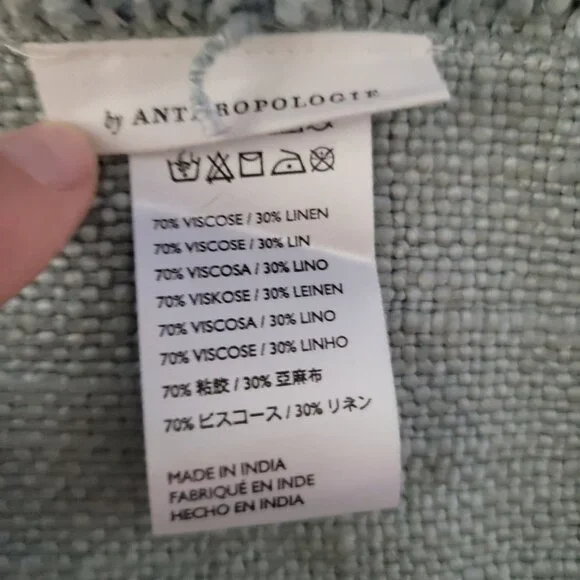 by ANTHROPOLOGIE
70% VISCOSE / 30% LINEN
70% VISCOSE / 30% LIN
70% VISCOSA / 30% LINO
70% VISKOSE / 30% LEINEN
70% VISCOSA / 30% LINO
70% VISCOSE / 30% LINHO
70% 粘胶 / 30% 亚麻布
70% ビスコース / 30% リネン
MADE IN INDIA
FABRIQUÉ EN INDE
HECHO EN INDIA